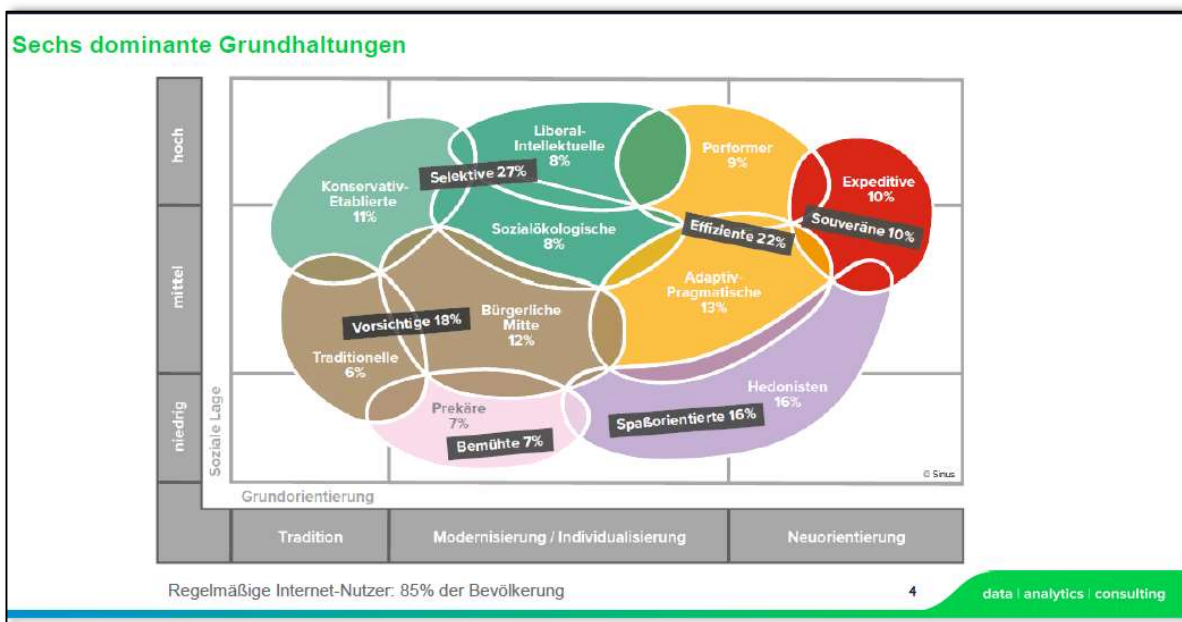 Sechs dominante Grundhaltungen
hoch
mittel
niedrig
Soziale Lage
Liberal-
Intellektuelle
8%
Performer
9%
Selektive 27%
Konservativ-
Etablierte
11%
Expeditive
10%
Souveräne 10%
Sozialökologische
8%
Effiziente 22%
Adaptiv-
Pragmatische
13%
Bürgerliche
Mitte
12%
Vorsichtige 18%
Traditionelle
6%
Hedonisten
16%
Prekäre
7%
Spaßorientierte 16%
Bemühte 7%
© Sinus
Grundorientierung
Tradition
Modernisierung / Individualisierung
Neuorientierung
Regelmäßige Internet-Nutzer: 85% der Bevölkerung
4
data | analytics | consulting